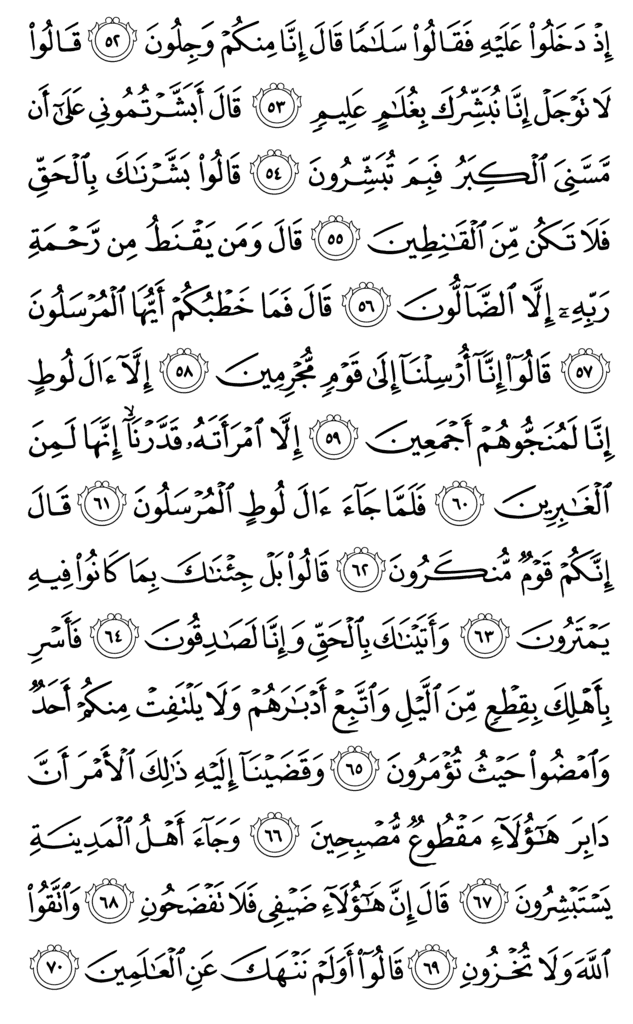 إِذْ دَخَلُوا۟ عَلَيْهِ فَقَالُوا۟ سَلَـٰمًا قَالَ إِنَّا مِنكُمْ وَجِلُونَ ٥٢ قَالُوا۟
لَا تَوْجَلْ إِنَّا نُبَشِّرُكَ بِغُلَـٰمٍ عَلِيمٍ ٥٣ قَالَ أَبَشَّرْتُمُونِى عَلَىٰٓ أَن
مَّسَّنِىَ ٱلْكِبَرُ فَبِمَ تُبَشِّرُونَ ٥٤ قَالُوا۟ بَشَّرْنَـٰكَ بِٱلْحَقِّ
فَلَا تَكُن مِّنَ ٱلْقَـٰنِطِينَ ٥٥ قَالَ وَمَن يَقْنَطُ مِن رَّحْمَةِ
رَبِّهِۦٓ إِلَّا ٱلضَّآلُّونَ ٥٦ قَالَ فَمَا خَطْبُكُمْ أَيُّهَا ٱلْمُرْسَلُونَ
٥٧ قَالُوٓا۟ إِنَّآ أُرْسِلْنَآ إِلَىٰ قَوْمٍ مُّجْرِمِينَ ٥٨ إِلَّآ ءَالَ لُوطٍ
إِنَّا لَمُنَجُّوهُمْ أَجْمَعِينَ ٥٩ إِلَّا ٱمْرَأَتَهُۥ قَدَّرْنَآ ۙ إِنَّهَا لَمِنَ
ٱلْغَـٰبِرِينَ ٦٠ فَلَمَّا جَآءَ ءَالَ لُوطٍ ٱلْمُرْسَلُونَ ٦١ قَالَ
إِنَّكُمْ قَوْمٌ مُّنكَرُونَ ٦٢ قَالُوا۟ بَلْ جِئْنَـٰكَ بِمَا كَانُوا۟ فِيهِ
يَمْتَرُونَ ٦٣ وَأَتَيْنَـٰكَ بِٱلْحَقِّ وَإِنَّا لَصَـٰدِقُونَ ٦٤ فَأَسْرِ
بِأَهْلِكَ بِقِطْعٍ مِّنَ ٱلَّيْلِ وَٱتَّبِعْ أَدْبَـٰرَهُمْ وَلَا يَلْتَفِتْ مِنكُمْ أَحَدٌ
وَٱمْضُوا۟ حَيْثُ تُؤْمَرُونَ ٦٥ وَقَضَيْنَآ إِلَيْهِ ذَٰلِكَ ٱلْأَمْرَ أَنَّ
دَابِرَ هَـٰٓؤُلَآءِ مَقْطُوعٌ مُّصْبِحِينَ ٦٦ وَجَآءَ أَهْلُ ٱلْمَدِينَةِ
يَسْتَبْشِرُونَ ٦٧ قَالَ إِنَّ هَـٰٓؤُلَآءِ ضَيْفِى فَلَا تَفْضَحُونِ ٦٨ وَٱتَّقُوا۟
ٱللَّهَ وَلَا تُخْزُونِ ٦٩ قَالُوٓا۟ أَوَلَمْ نَنْهَكَ عَنِ ٱلْعَـٰلَمِينَ ٧٠